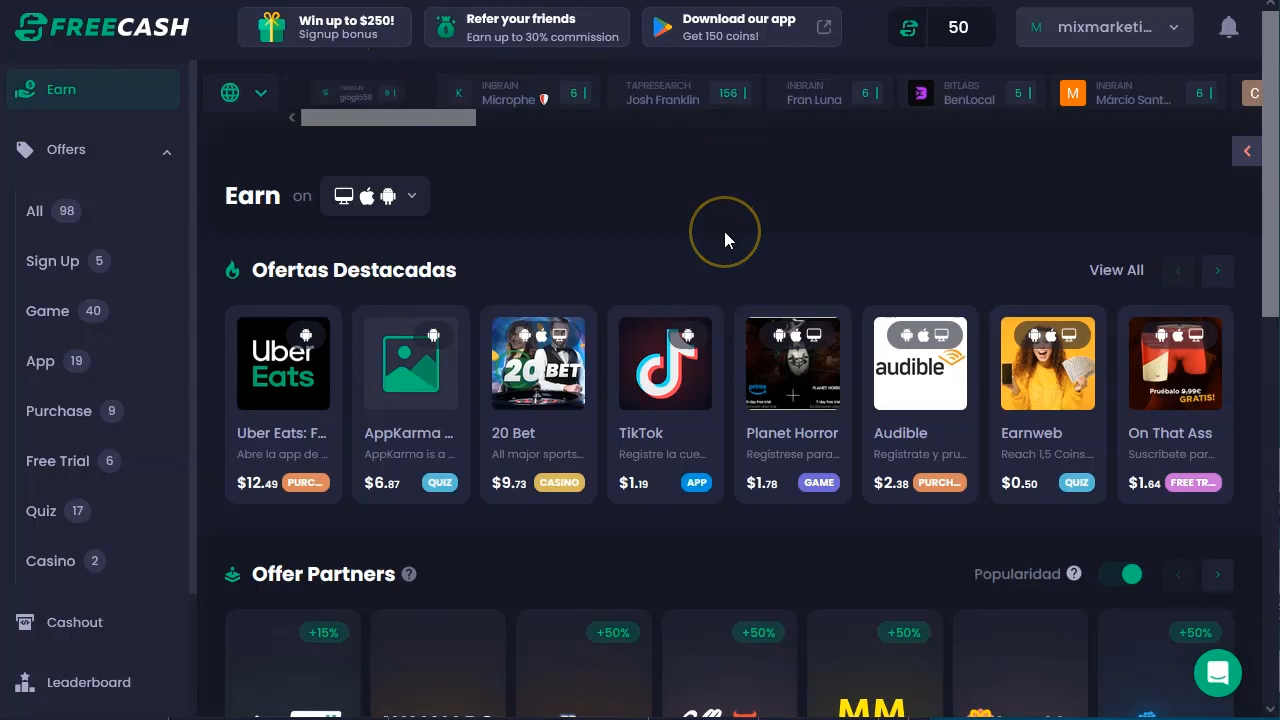 FREECASH
Win up to $250!
Signup bonus
Refer your friends
Earn up to 30% commission
Download our app
Get 150 coins!
50
M mixmarketi...
Earn
Offers
All 98
Sign Up 5
Game 40
App 19
Purchase 9
Free Trial 6
Quiz 17
Casino 2
Cashout
Leaderboard
K
INBRAIN
Microphe
6
TAPRESEARCH
Josh Franklin
156
INBRAIN
Fran Luna
6
BITLABS
BenLocal
5
M
INBRAIN
Márcio Sant...
6
C
Earn on
Ofertas Destacadas
View All
Uber Eats
Uber Eats: F...
Abre la app de ...
$12.49 PURC...
AppKarma ...
AppKarma is a ...
$6.87 QUIZ
20 BET
20 Bet
All major sports...
$9.73 CASINO
TikTok
Registre la cue...
$1.19 APP
prime
PLANET HORROR
Planet Horror
Regístrese para...
$1.78 GAME
audible
Audible
Regístrate y pru...
$2.38 PURCH...
Earnweb
Reach 1,5 Coins...
$0.50 QUIZ
Pruébalo 9,99€
GRATIS!
On That Ass
Suscríbete par...
$1.64 FREE TR...
Offer Partners ?
Popularidad ?
+15%
+50%
+50%
+50%
+50%
MM